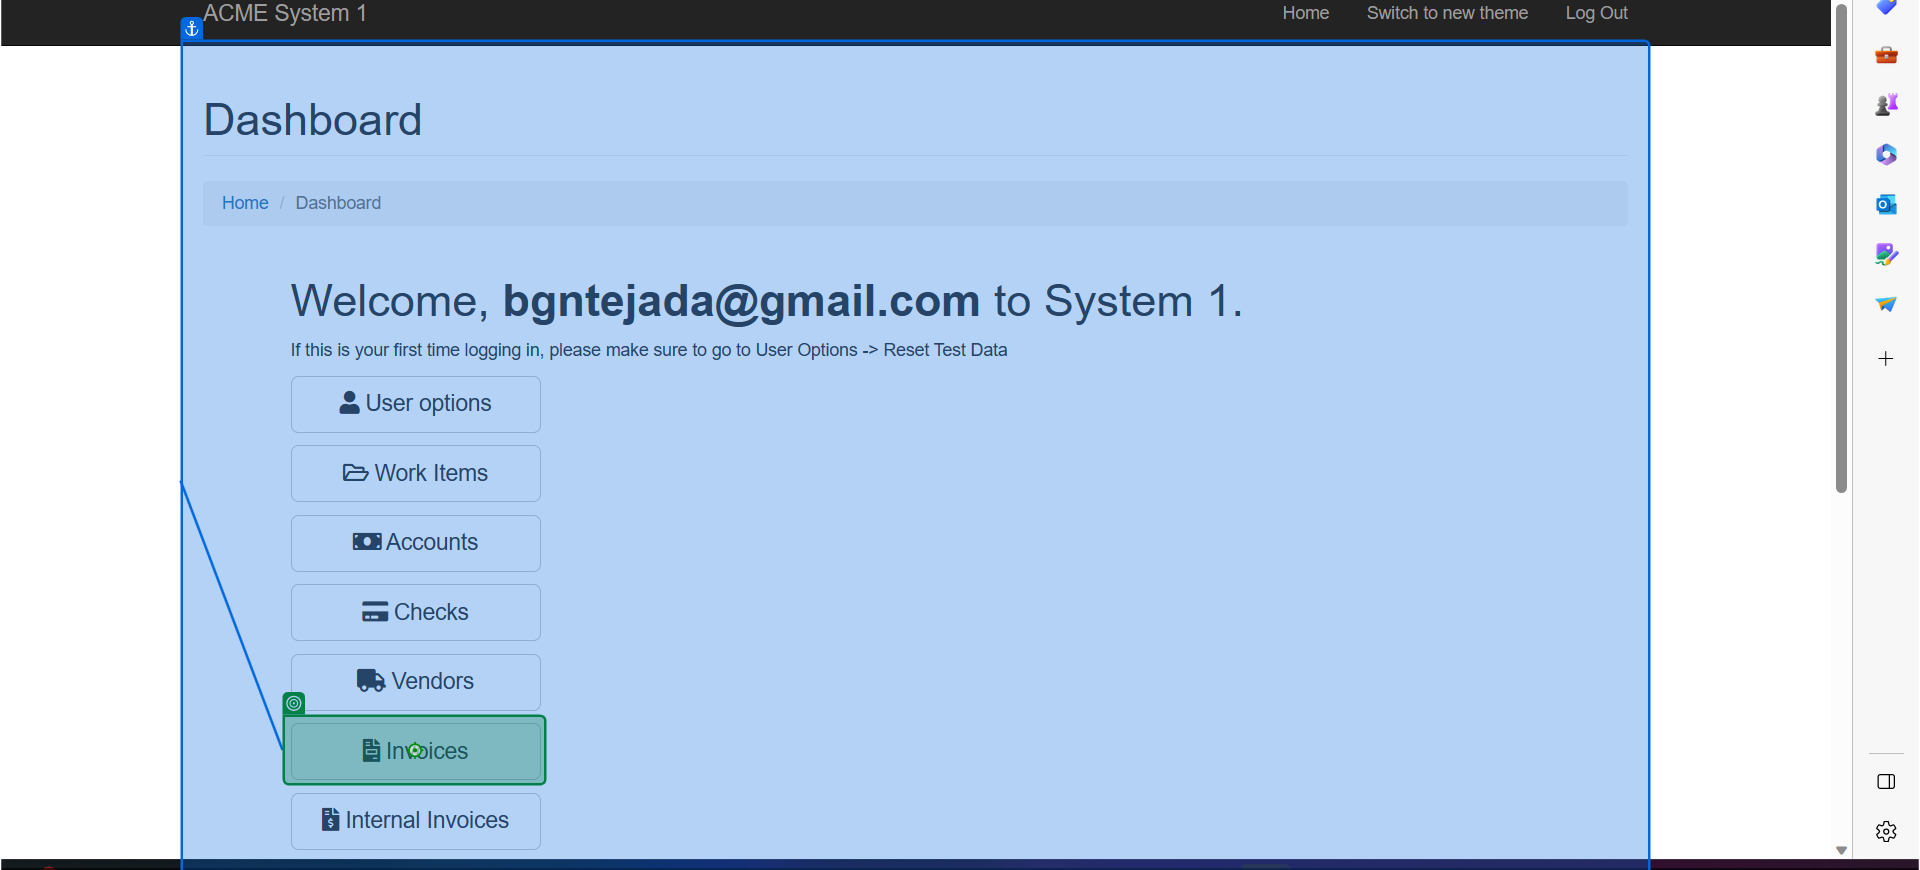 ACME System 1
Home Switch to new theme Log Out
Dashboard
Home / Dashboard
Welcome, bgntejada@gmail.com to System 1.
If this is your first time logging in, please make sure to go to User Options -> Reset Test Data
User options
Work Items
Accounts
Checks
Vendors
Invoices
Internal Invoices